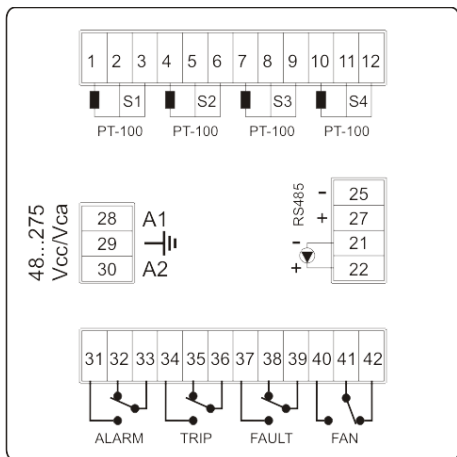 1 2 3 4 5 6 7 8 9 10 11 12
S1 S2 S3 S4
PT-100 PT-100 PT-100 PT-100
48...275
Vcc/Vca
28 A1
29
30 A2
RS485
- 25
+ 27
- 21
+ 22
31 32 33 34 35 36 37 38 39 40 41 42
ALARM TRIP FAULT FAN